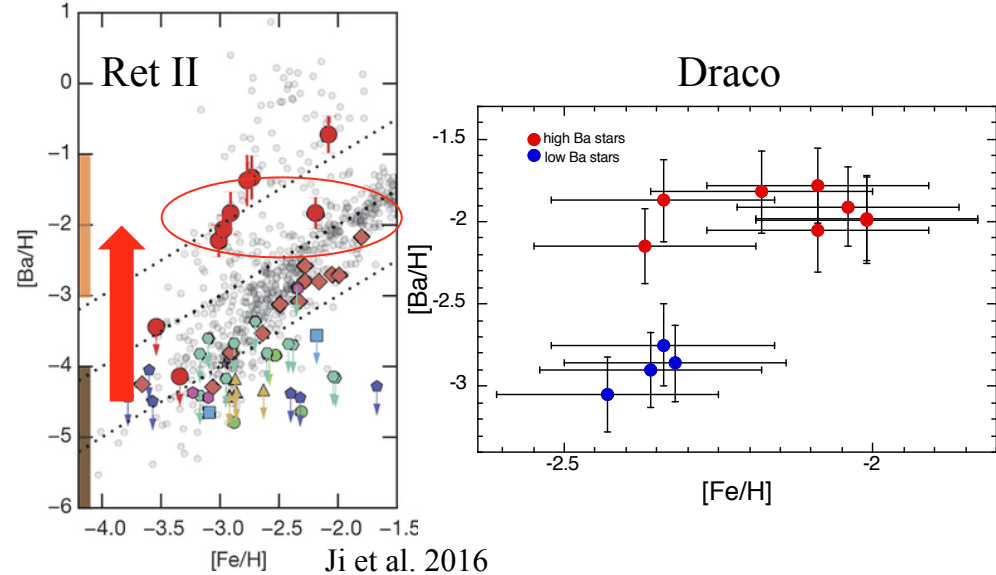 Ret II
[Ba/H]
1
0
−1
−2
−3
−4
−5
−6
−4.0 −3.5 −3.0 −2.5 −2.0 −1.5
[Fe/H]
Ji et al. 2016
Draco
high Ba stars
low Ba stars
[Ba/H]
-1.5
-2
-2.5
-3
-2.5 -2
[Fe/H]